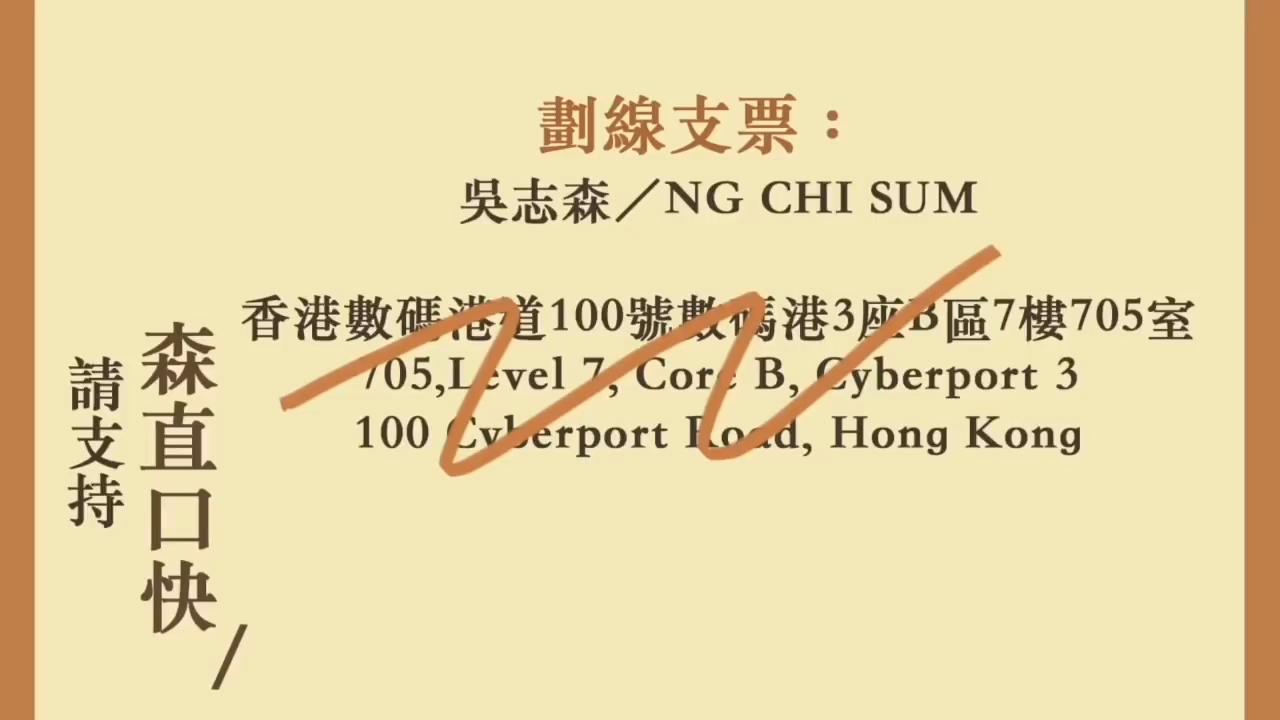 劃線支票：
吳志森／NG CHI SUM
香港數碼港道100號數碼港3座B區7樓705室
705,Level 7, Core B, Cyberport 3
100 Cyberport Road, Hong Kong
請支持
森直口快/